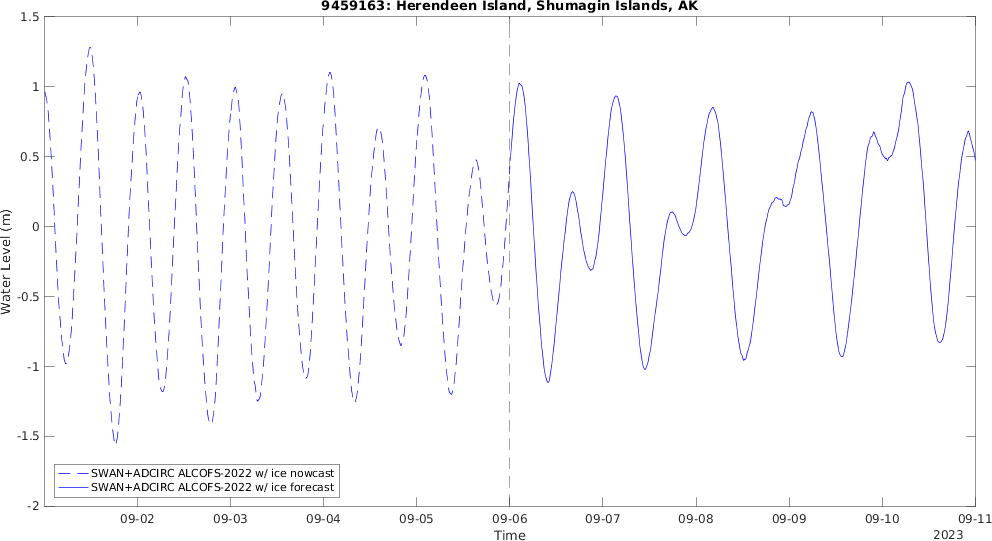 9459163: Herendeen Island, Shumagin Islands, AK
1.5
1
0.5
0
-0.5
-1
-1.5
-2
Water Level (m)
SWAN+ADCIRC ALCOFS-2022 w/ ice nowcast
SWAN+ADCIRC ALCOFS-2022 w/ ice forecast
09-02 09-03 09-04 09-05 09-06 09-07 09-08 09-09 09-10 09-11
Time
2023